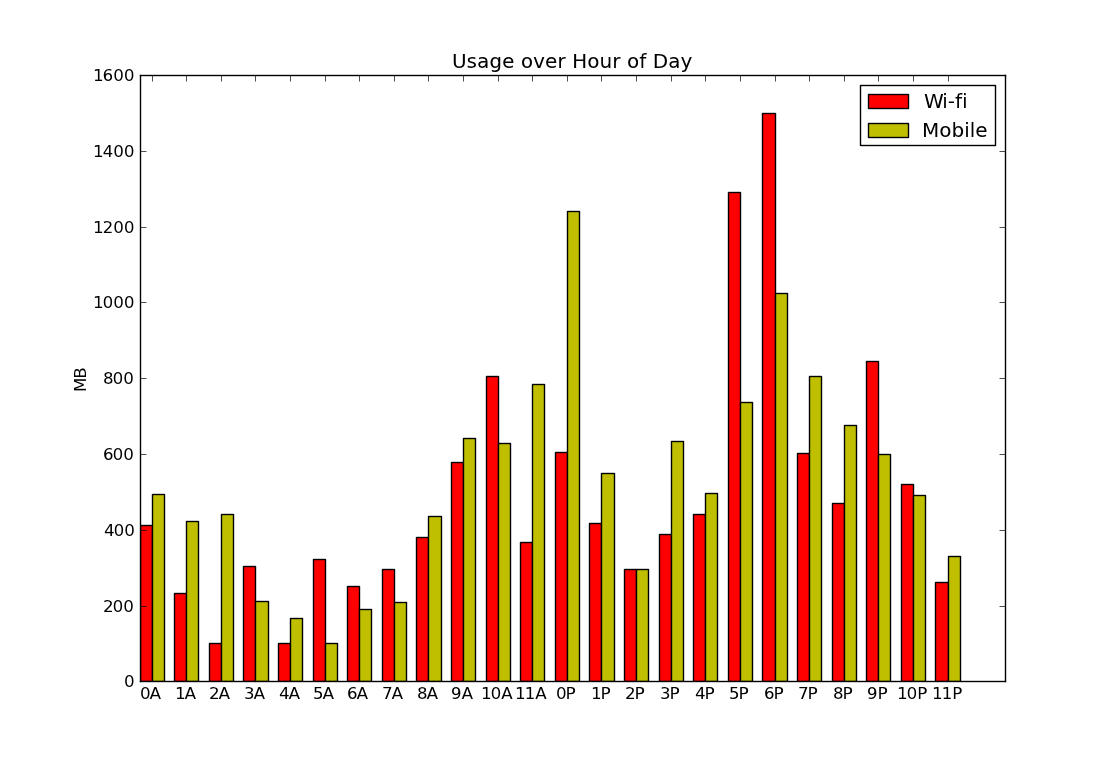 Usage over Hour of Day
1600
1400
1200
1000
800
600
400
200
0
MB
Wi-fi
Mobile
0A 1A 2A 3A 4A 5A 6A 7A 8A 9A 10A 11A 0P 1P 2P 3P 4P 5P 6P 7P 8P 9P 10P 11P